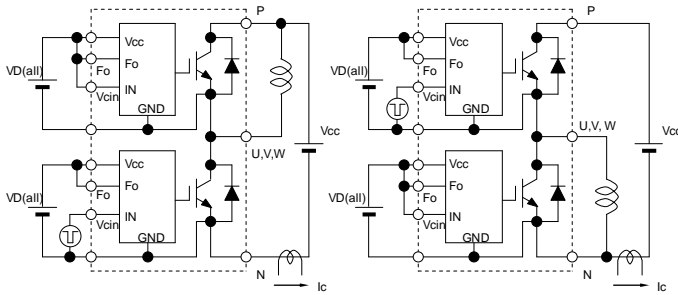 P
Vcc
VD(all)
Fo
IN
Vcin
GND
U,V,W
Vcc
Vcc
VD(all)
Fo
IN
Vcin
GND
N
Ic
P
Vcc
VD(all)
Fo
IN
Vcin
GND
U,V, W
Vcc
Vcc
VD(all)
Fo
IN
Vcin
GND
N
Ic